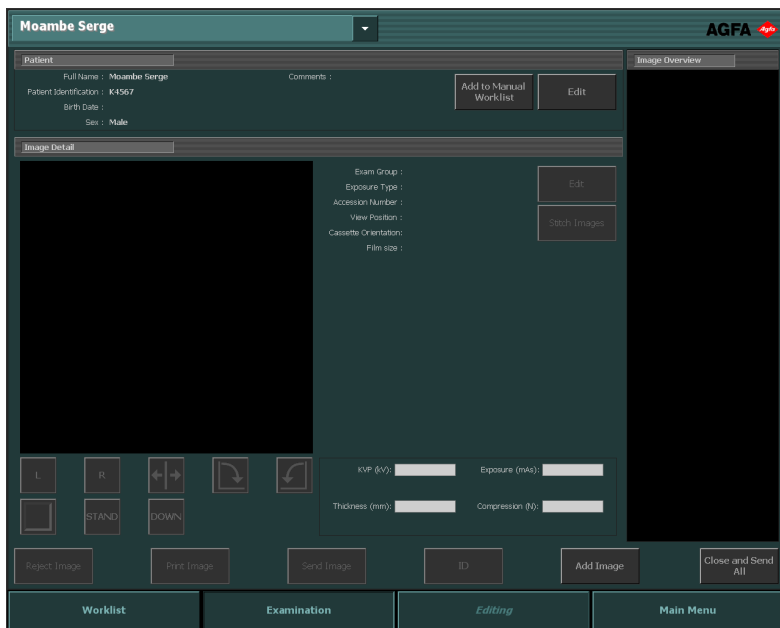 Moambe Serge
AGFA Agfa
Patient
Full Name : Moambe Serge
Patient Identification : K4567
Birth Date :
Sex : Male
Comments :
Add to Manual
Worklist
Edit
Image Overview
Image Detail
Exam Group :
Exposure Type :
Accession Number :
View Position :
Cassette Orientation:
Film size :
Edit
Stitch Images
L
R
STAND
DOWN
KVP (kV):
Exposure (mAs):
Thickness (mm):
Compression (N):
Reject Image
Print Image
Send Image
ID
Add Image
Close and Send
All
Worklist
Examination
Editing
Main Menu